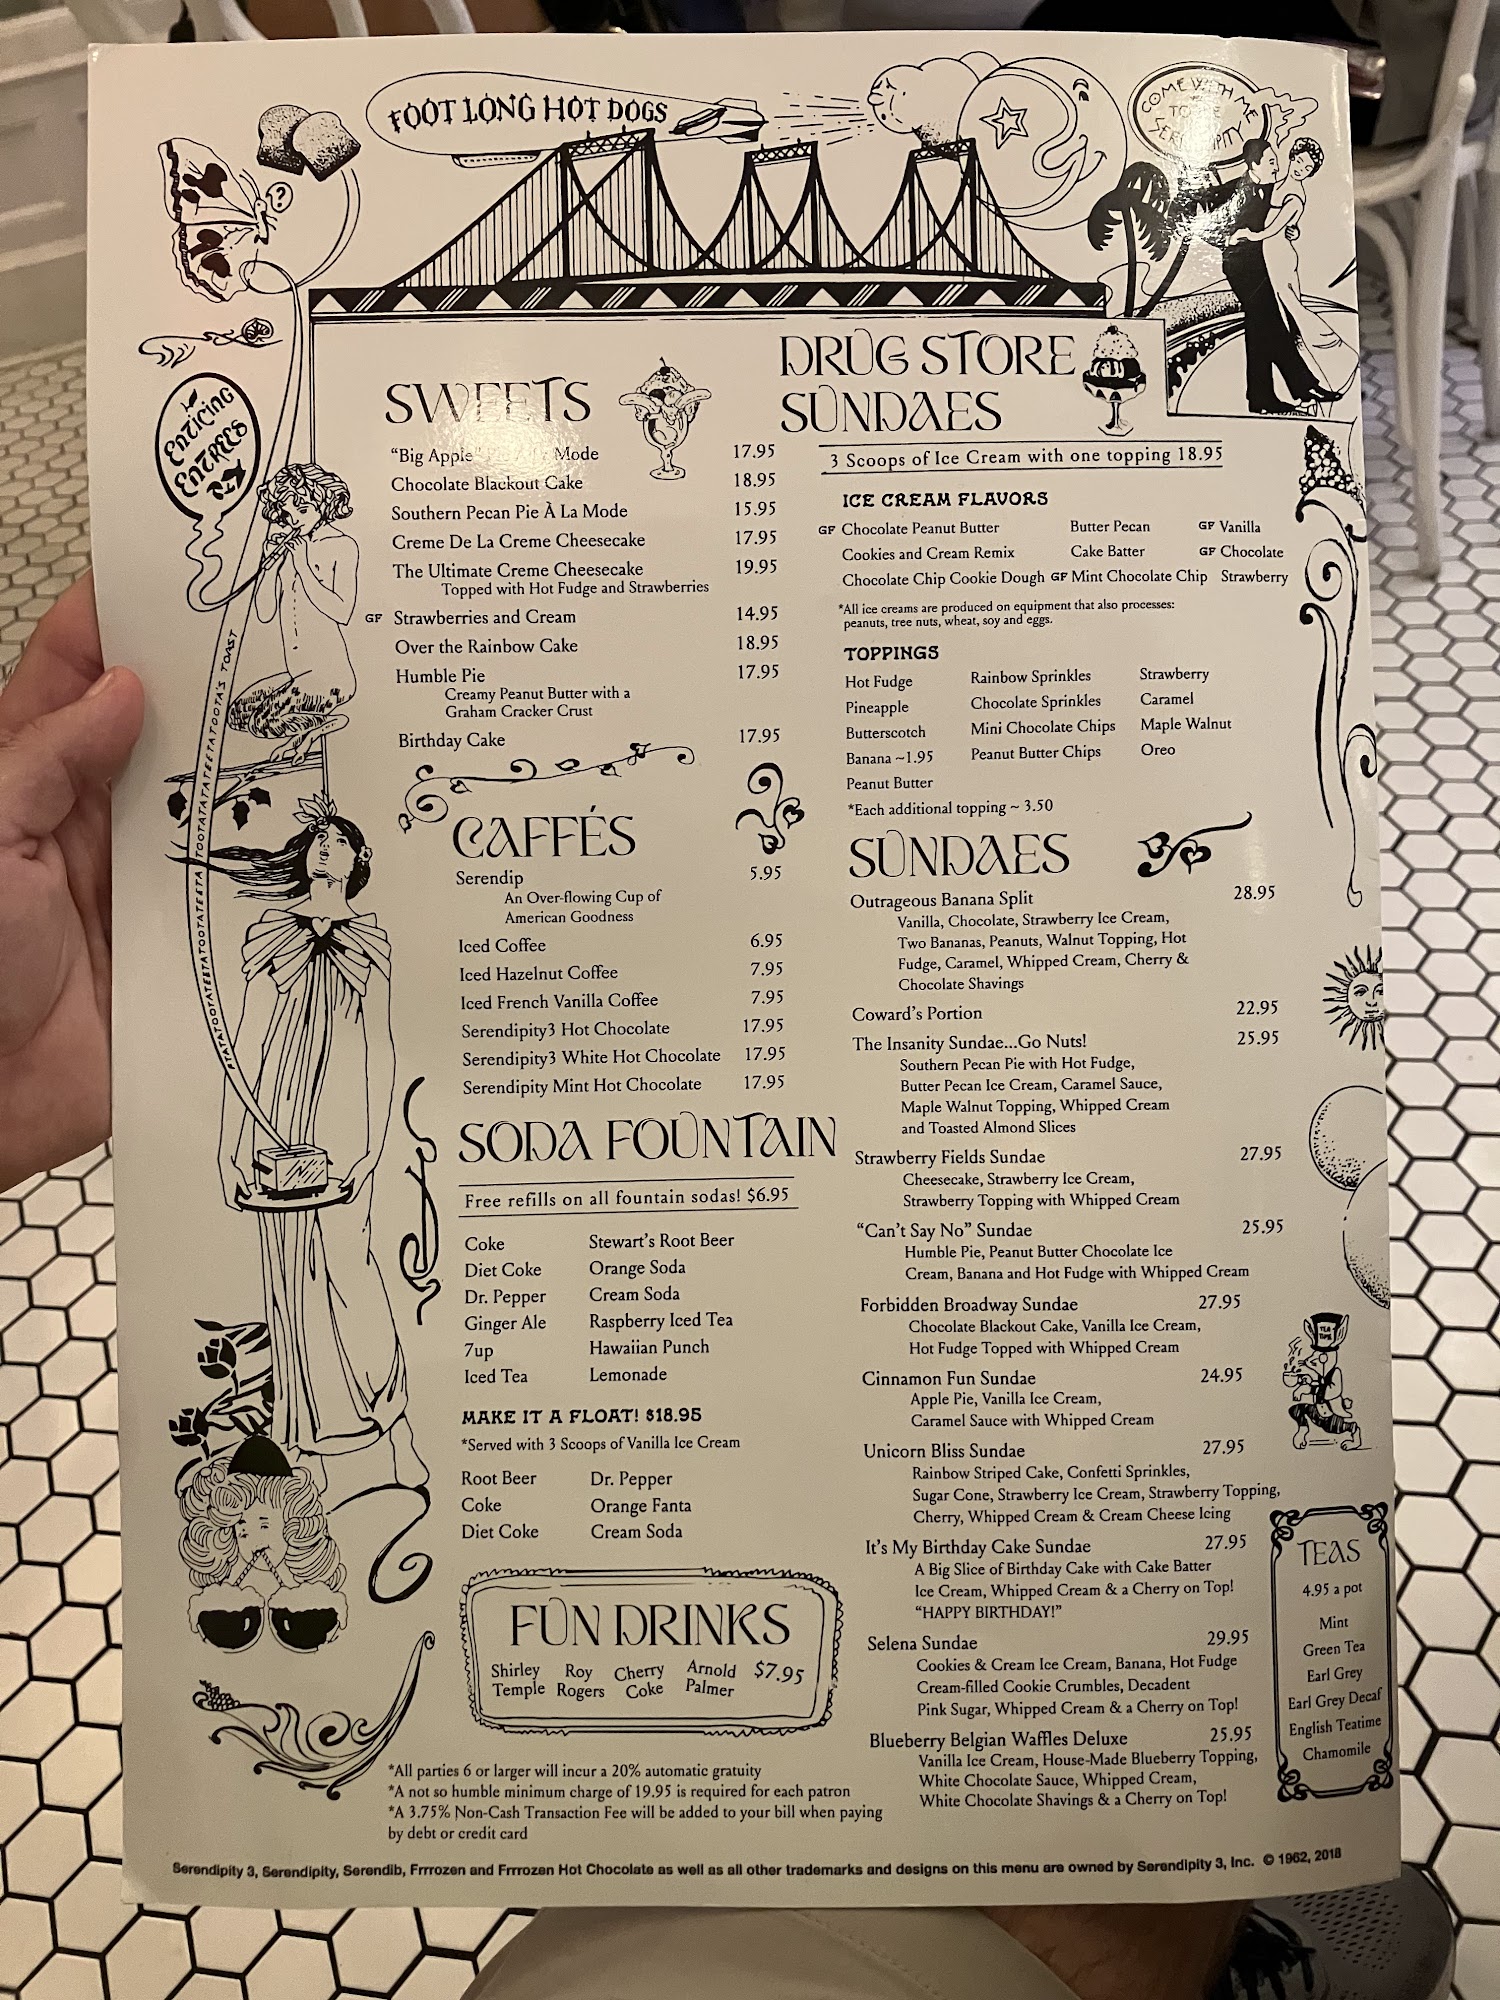 FOOT LONG HOT DOGS
COME WITH ME
TO THE
SERENDIPITY
?
ENTICING
ENTRÉES
ATATATOOTATEETATOOTATEETATOOTATATATEETATOOTA'S TOAST
SWEETS
"Big Apple" Mode 17.95
Chocolate Blackout Cake 18.95
Southern Pecan Pie À La Mode 15.95
Creme De La Creme Cheesecake 17.95
The Ultimate Creme Cheesecake 19.95
Topped with Hot Fudge and Strawberries
GF Strawberries and Cream 14.95
Over the Rainbow Cake 18.95
Humble Pie 17.95
Creamy Peanut Butter with a
Graham Cracker Crust
Birthday Cake 17.95
CAFFÉS
Serendip 5.95
An Over-flowing Cup of
American Goodness
Iced Coffee 6.95
Iced Hazelnut Coffee 7.95
Iced French Vanilla Coffee 7.95
Serendipity3 Hot Chocolate 17.95
Serendipity3 White Hot Chocolate 17.95
Serendipity Mint Hot Chocolate 17.95
SODA FOUNTAIN
Free refills on all fountain sodas! $6.95
Coke Stewart's Root Beer
Diet Coke Orange Soda
Dr. Pepper Cream Soda
Ginger Ale Raspberry Iced Tea
7up Hawaiian Punch
Iced Tea Lemonade
MAKE IT A FLOAT! $18.95
*Served with 3 Scoops of Vanilla Ice Cream
Root Beer Dr. Pepper
Coke Orange Fanta
Diet Coke Cream Soda
FUN DRINKS
Shirley Roy Cherry Arnold $7.95
Temple Rogers Coke Palmer
*All parties 6 or larger will incur a 20% automatic gratuity
*A not so humble minimum charge of 19.95 is required for each patron
*A 3.75% Non-Cash Transaction Fee will be added to your bill when paying
by debt or credit card
DRUG STORE
SUNDAES
3 Scoops of Ice Cream with one topping 18.95
ICE CREAM FLAVORS
GF Chocolate Peanut Butter Butter Pecan GF Vanilla
Cookies and Cream Remix Cake Batter GF Chocolate
Chocolate Chip Cookie Dough GF Mint Chocolate Chip Strawberry
*All ice creams are produced on equipment that also processes:
peanuts, tree nuts, wheat, soy and eggs.
TOPPINGS
Hot Fudge Rainbow Sprinkles Strawberry
Pineapple Chocolate Sprinkles Caramel
Butterscotch Mini Chocolate Chips Maple Walnut
Banana ~1.95 Peanut Butter Chips Oreo
Peanut Butter
*Each additional topping ~ 3.50
SUNDAES
Outrageous Banana Split 28.95
Vanilla, Chocolate, Strawberry Ice Cream,
Two Bananas, Peanuts, Walnut Topping, Hot
Fudge, Caramel, Whipped Cream, Cherry &
Chocolate Shavings
Coward's Portion 22.95
The Insanity Sundae...Go Nuts! 25.95
Southern Pecan Pie with Hot Fudge,
Butter Pecan Ice Cream, Caramel Sauce,
Maple Walnut Topping, Whipped Cream
and Toasted Almond Slices
Strawberry Fields Sundae 27.95
Cheesecake, Strawberry Ice Cream,
Strawberry Topping with Whipped Cream
"Can't Say No" Sundae 25.95
Humble Pie, Peanut Butter Chocolate Ice
Cream, Banana and Hot Fudge with Whipped Cream
Forbidden Broadway Sundae 27.95
Chocolate Blackout Cake, Vanilla Ice Cream,
Hot Fudge Topped with Whipped Cream
Cinnamon Fun Sundae 24.95
Apple Pie, Vanilla Ice Cream,
Caramel Sauce with Whipped Cream
Unicorn Bliss Sundae 27.95
Rainbow Striped Cake, Confetti Sprinkles,
Sugar Cone, Strawberry Ice Cream, Strawberry Topping,
Cherry, Whipped Cream & Cream Cheese Icing
It's My Birthday Cake Sundae 27.95
A Big Slice of Birthday Cake with Cake Batter
Ice Cream, Whipped Cream & a Cherry on Top!
"HAPPY BIRTHDAY!"
Selena Sundae 29.95
Cookies & Cream Ice Cream, Banana, Hot Fudge
Cream-filled Cookie Crumbles, Decadent
Pink Sugar, Whipped Cream & a Cherry on Top!
Blueberry Belgian Waffles Deluxe 25.95
Vanilla Ice Cream, House-Made Blueberry Topping,
White Chocolate Sauce, Whipped Cream,
White Chocolate Shavings & a Cherry on Top!
TEA
TIME
TEAS
4.95 a pot
Mint
Green Tea
Earl Grey
Earl Grey Decaf
English Teatime
Chamomile
Serendipity 3, Serendipity, Serendib, Frrrozen and Frrrozen Hot Chocolate as well as all other trademarks and designs on this menu are owned by Serendipity 3, Inc. © 1962, 2018